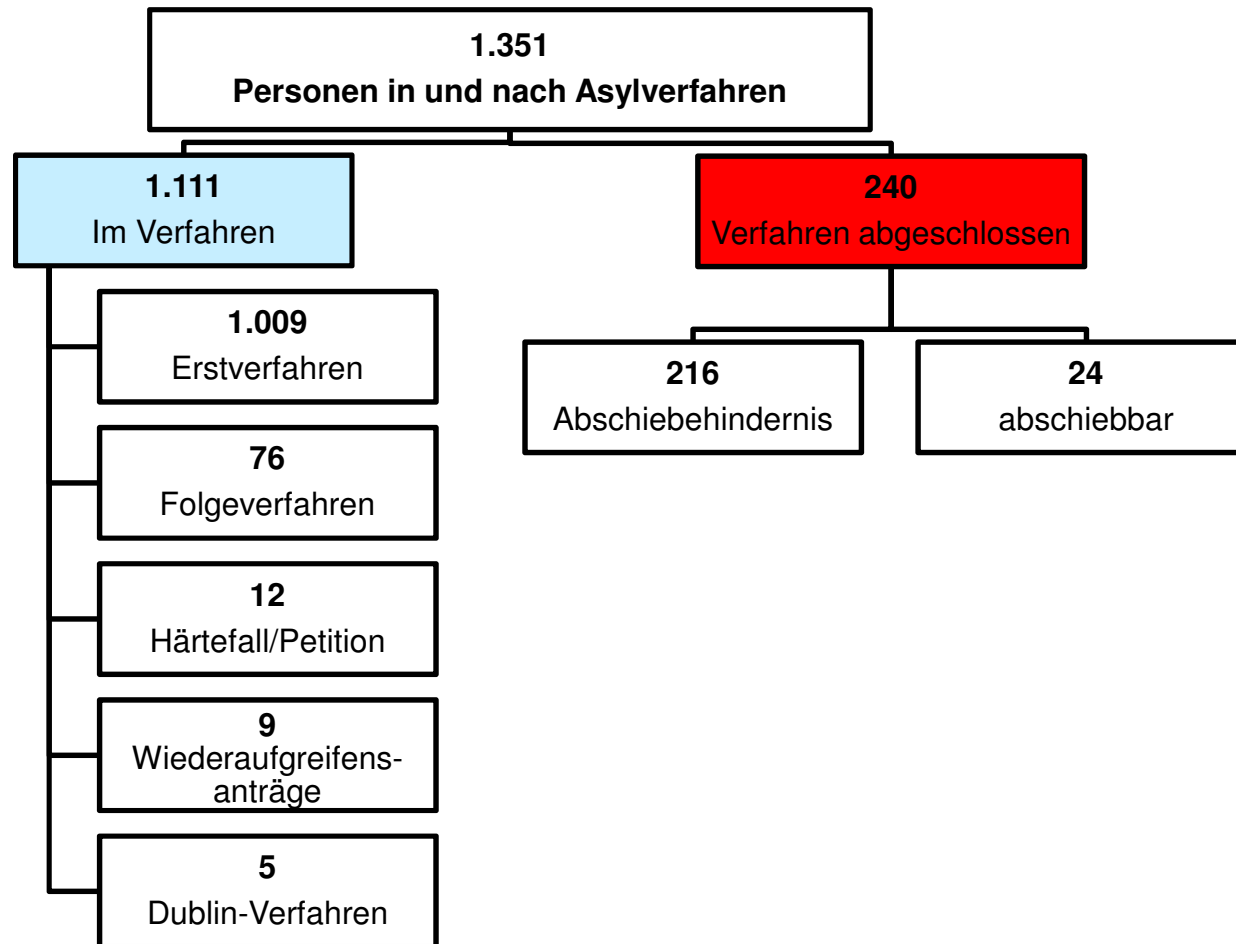 1.351
Personen in und nach Asylverfahren
1.111
Im Verfahren
240
Verfahren abgeschlossen
1.009
Erstverfahren
76
Folgeverfahren
12
Härtefall/Petition
9
Wiederaufgreifens-
anträge
5
Dublin-Verfahren
216
Abschiebehindernis
24
abschiebbar